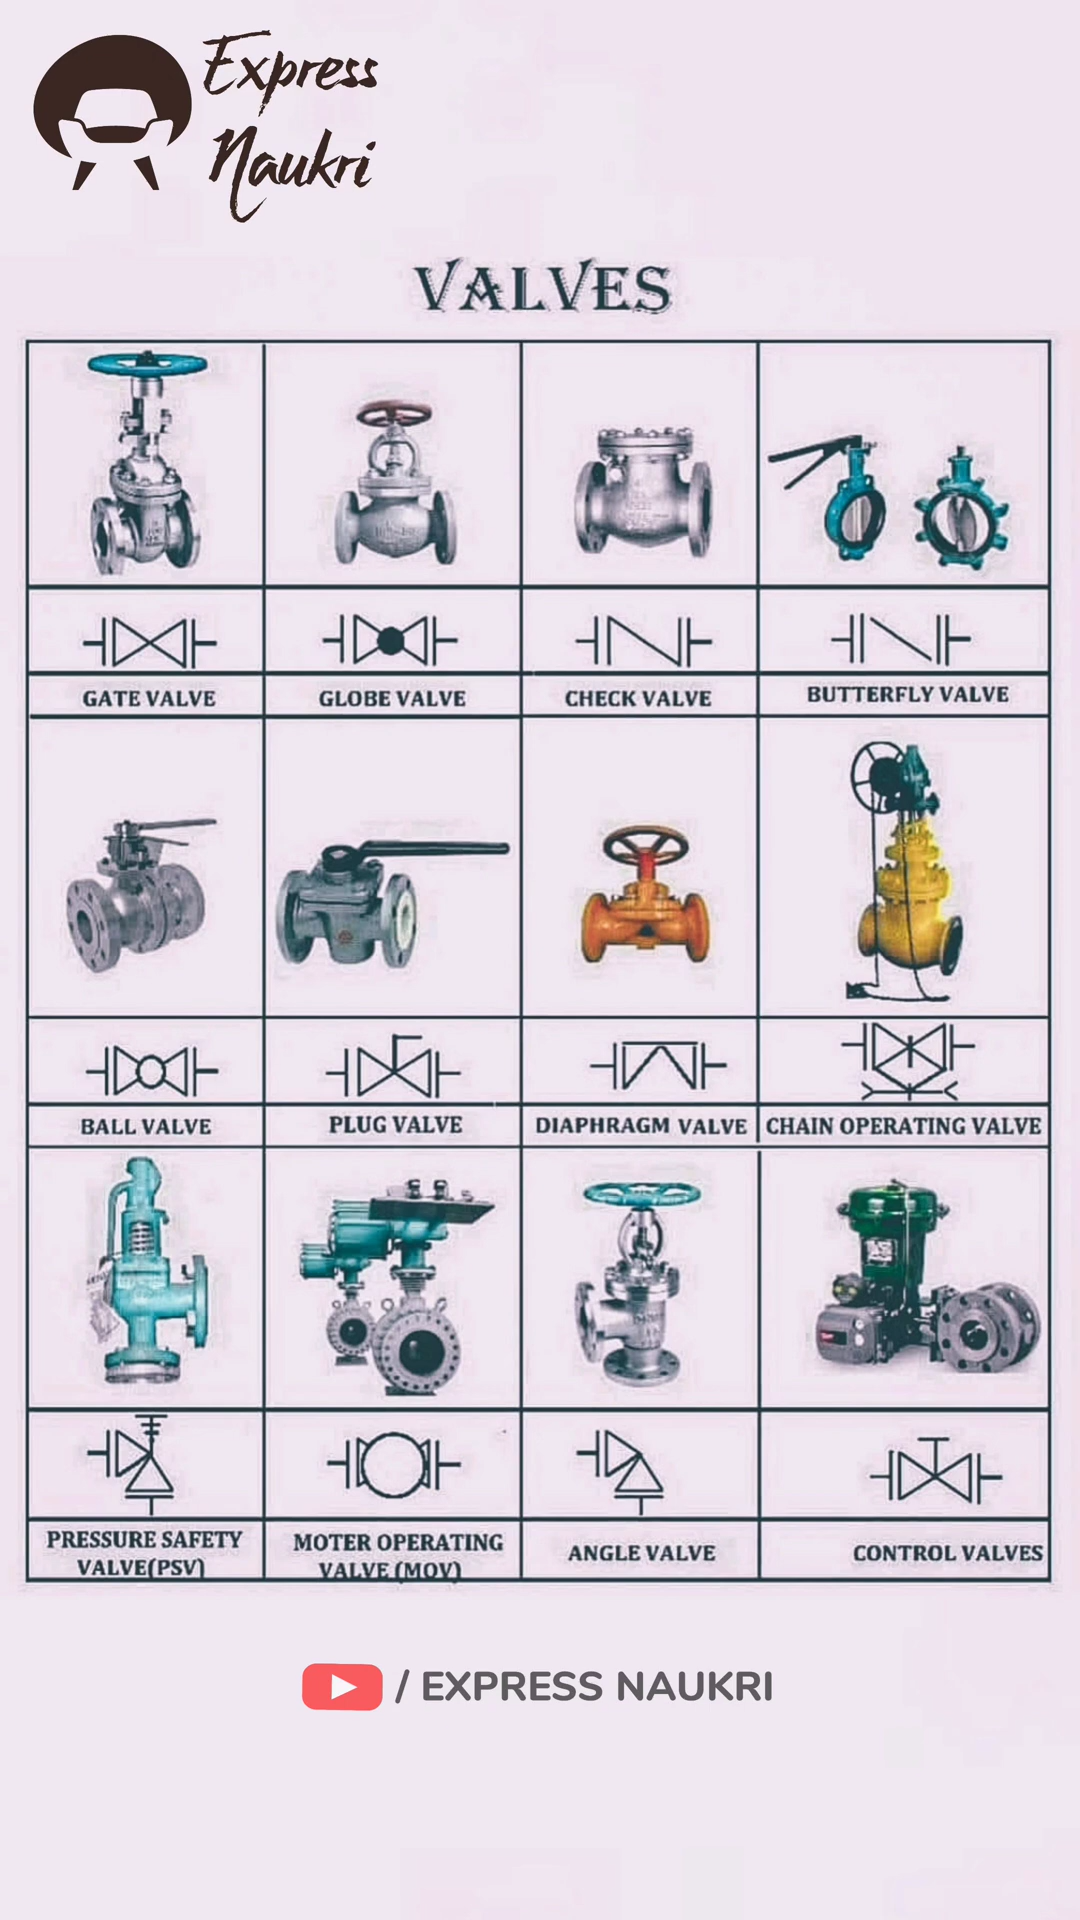 Express
Naukri
VALVES
GATE VALVE
GLOBE VALVE
CHECK VALVE
BUTTERFLY VALVE
BALL VALVE
PLUG VALVE
DIAPHRAGM VALVE
CHAIN OPERATING VALVE
PRESSURE SAFETY
VALVE(PSV)
MOTER OPERATING
VALVE (MOV)
ANGLE VALVE
CONTROL VALVES
/ EXPRESS NAUKRI